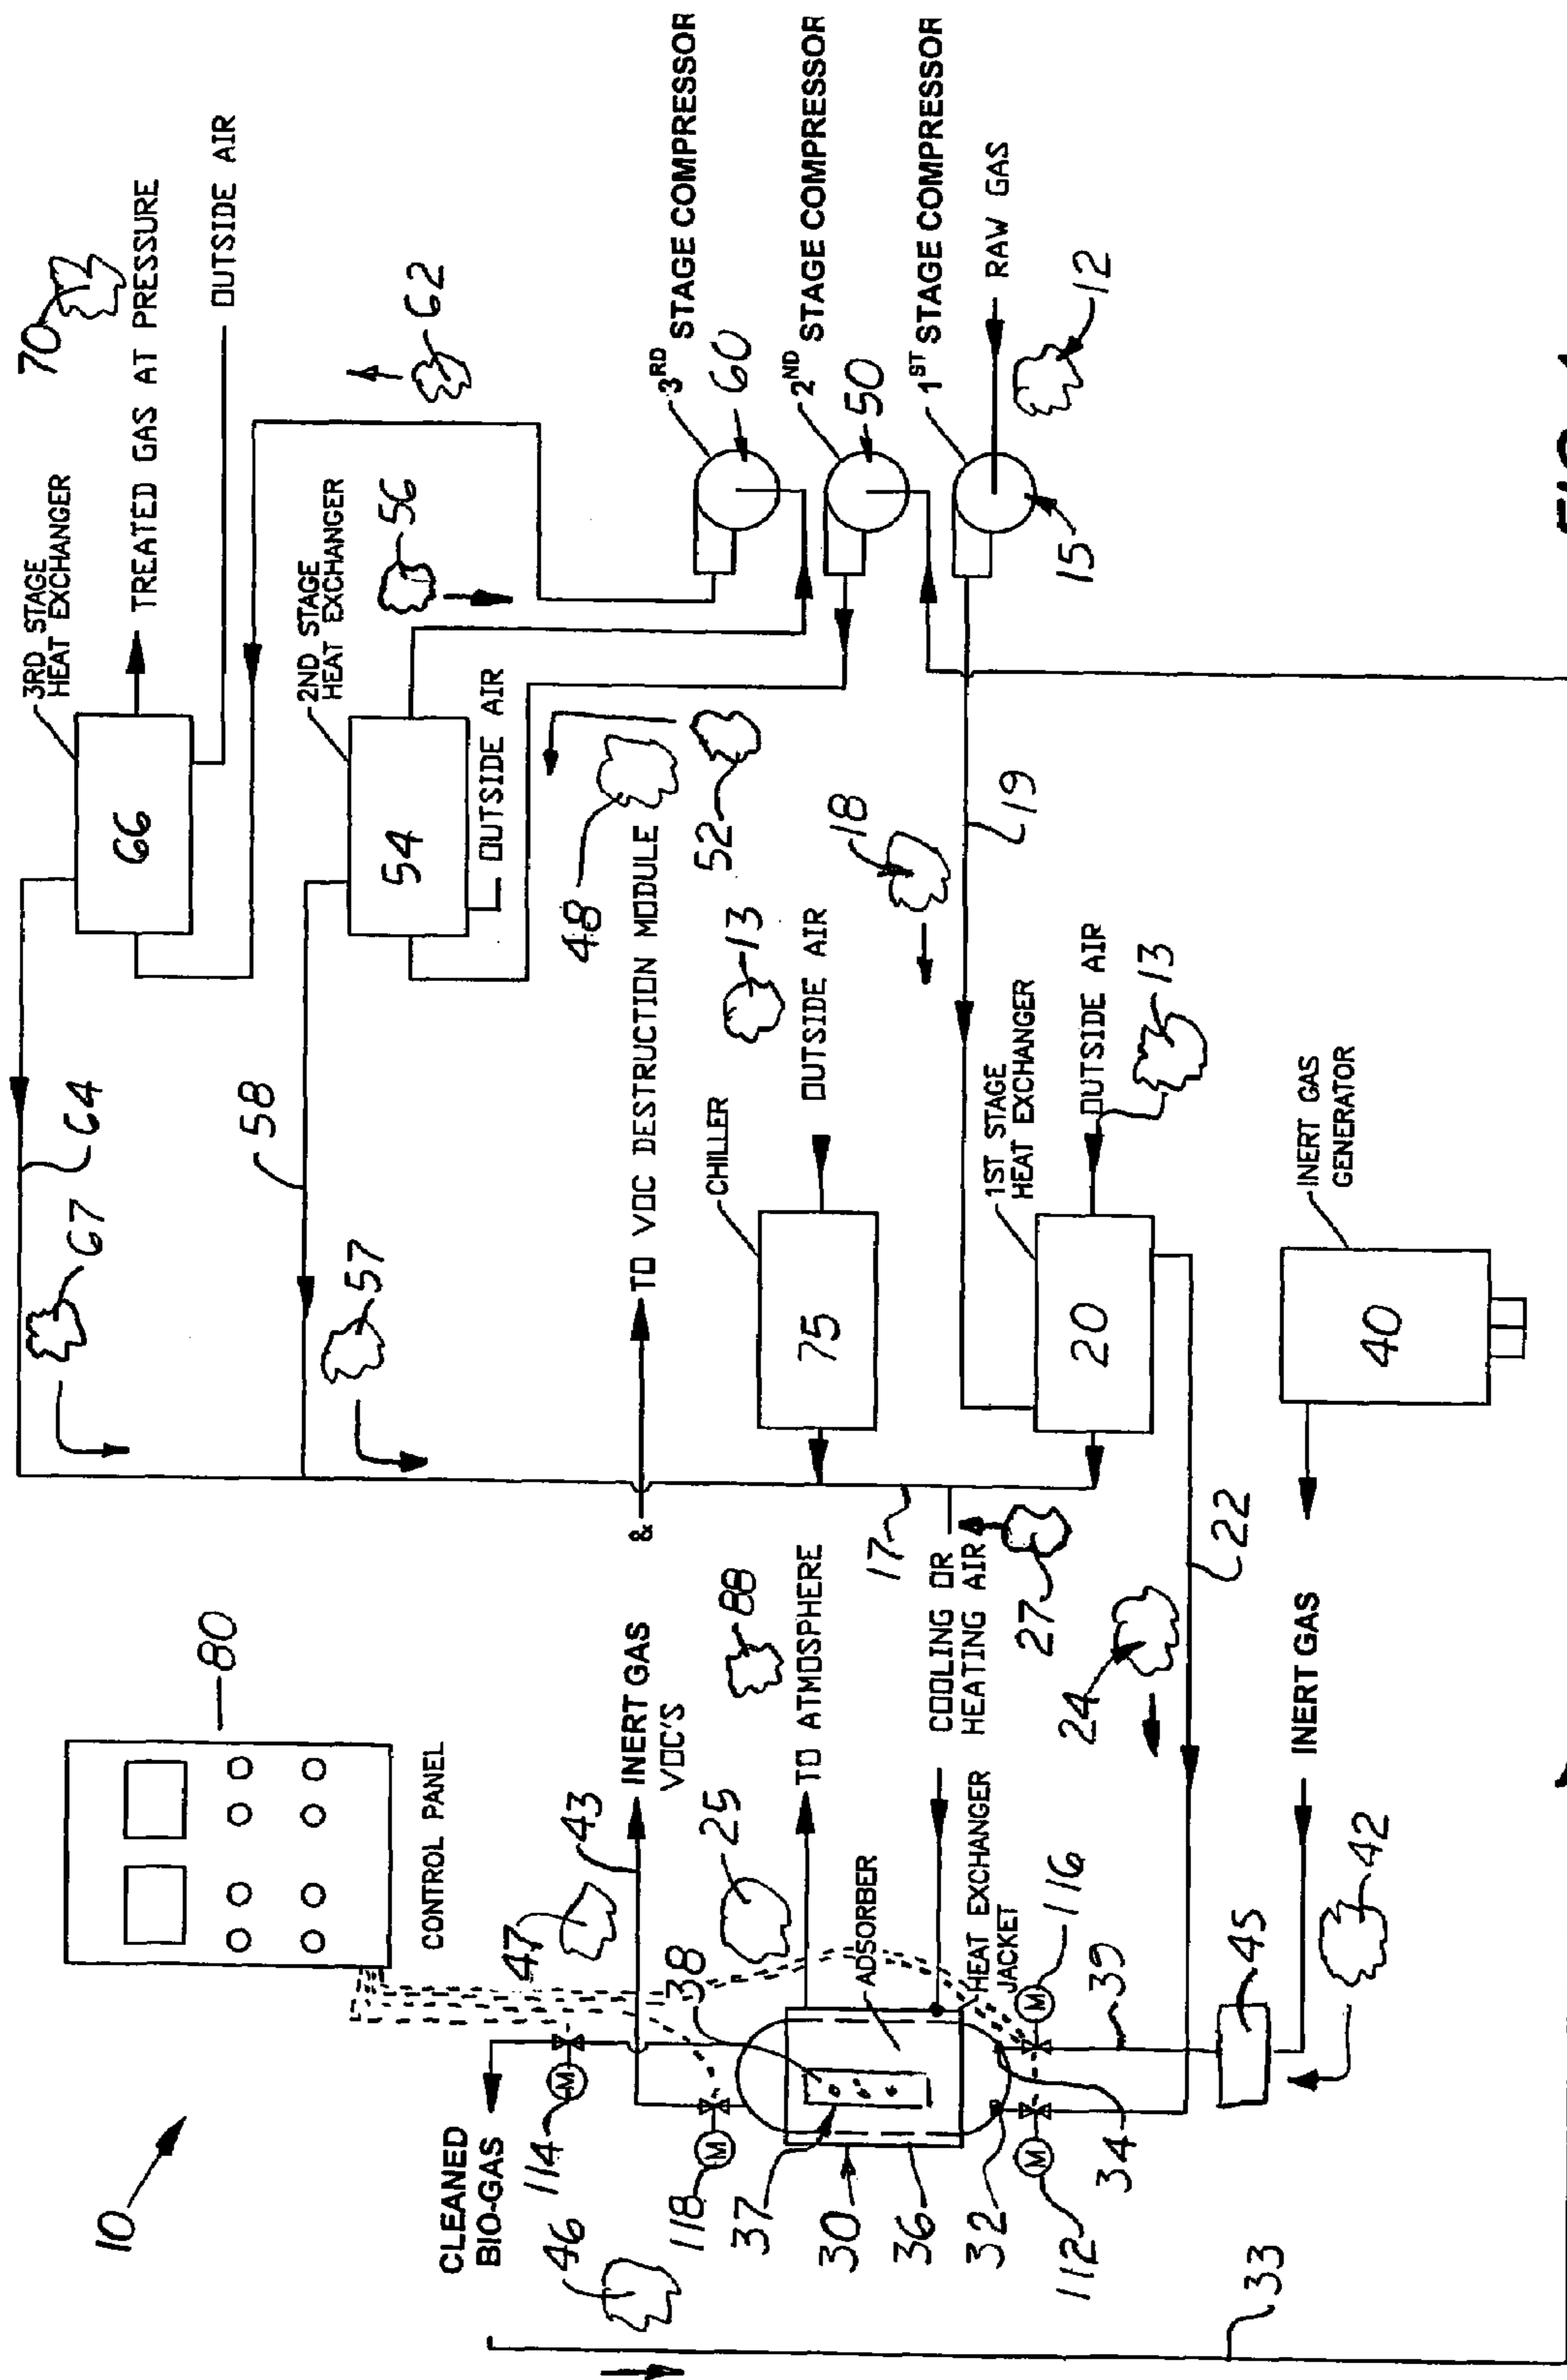 10
80
CONTROL PANEL
CLEANED
BIO-GAS
46
114
118
47
43
INERT GAS
VOC'S
&
TO VOC DESTRUCTION MODULE
48
38
25
88
TO ATMOSPHERE
ADSORBER
37
30
36
32
112
34
HEAT EXCHANGER
JACKET
116
39
45
42
33
COOLING OR
HEATING AIR
27
17
24
22
INERT GAS
67
64
57
58
3RD STAGE
HEAT EXCHANGER
66
70
TREATED GAS AT PRESSURE
OUTSIDE AIR
2ND STAGE
HEAT EXCHANGER
54
OUTSIDE AIR
56
62
52
CHILLER
75
13
OUTSIDE AIR
18
19
1ST STAGE
HEAT EXCHANGER
20
OUTSIDE AIR
13
INERT GAS
GENERATOR
40
3RD STAGE COMPRESSOR
60
2ND STAGE COMPRESSOR
50
1ST STAGE COMPRESSOR
15
RAW GAS
12